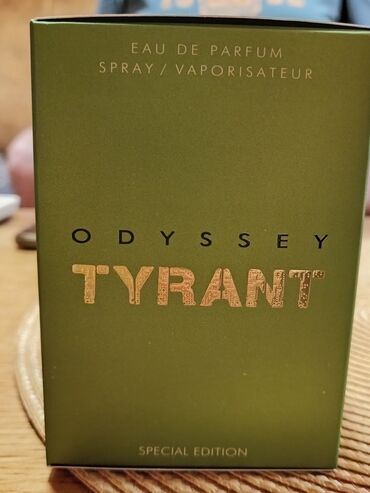 EAU DE PARFUM
SPRAY / VAPORISATEUR
ODYSSEY
TYRANT
SPECIAL EDITION